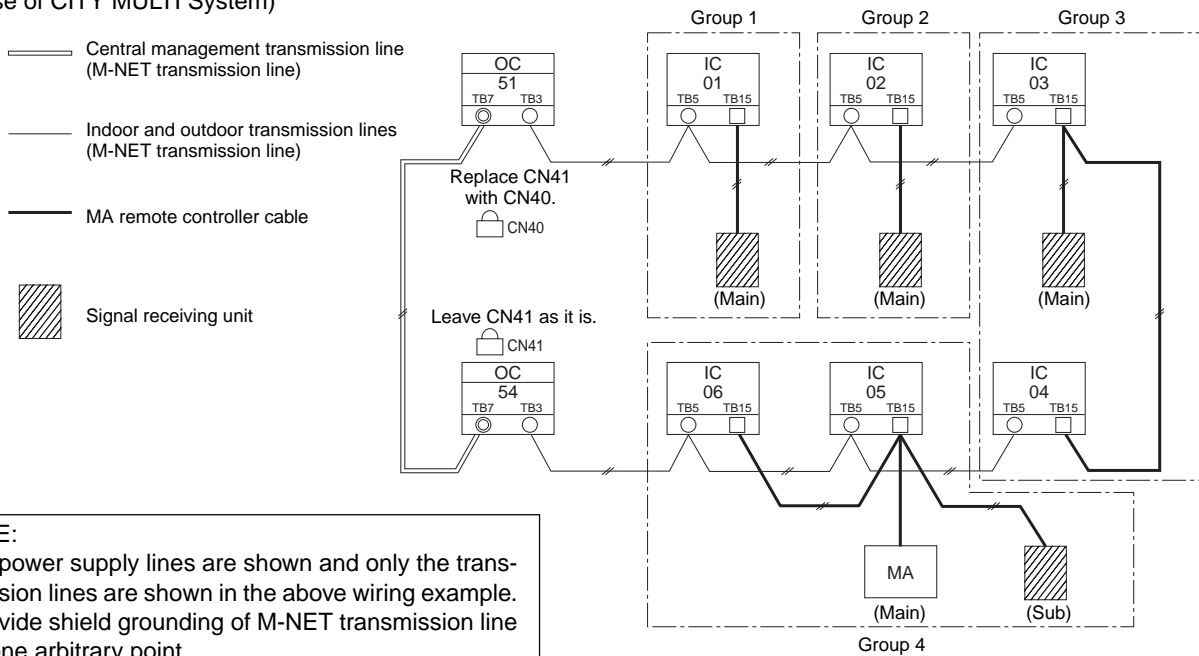 se of CITY MULTI System)
Central management transmission line
(M-NET transmission line)
Indoor and outdoor transmission lines
(M-NET transmission line)
MA remote controller cable
Signal receiving unit
Group 1
Group 2
Group 3
OC
51
TB7 TB3
IC
01
TB5 TB15
IC
02
TB5 TB15
IC
03
TB5 TB15
Replace CN41
with CN40.
CN40
(Main)
(Main)
(Main)
Leave CN41 as it is.
CN41
OC
54
TB7 TB3
IC
06
TB5 TB15
IC
05
TB5 TB15
IC
04
TB5 TB15
MA
(Main)
(Sub)
Group 4
E:
power supply lines are shown and only the trans-
sion lines are shown in the above wiring example.
vide shield grounding of M-NET transmission line
one arbitrary point